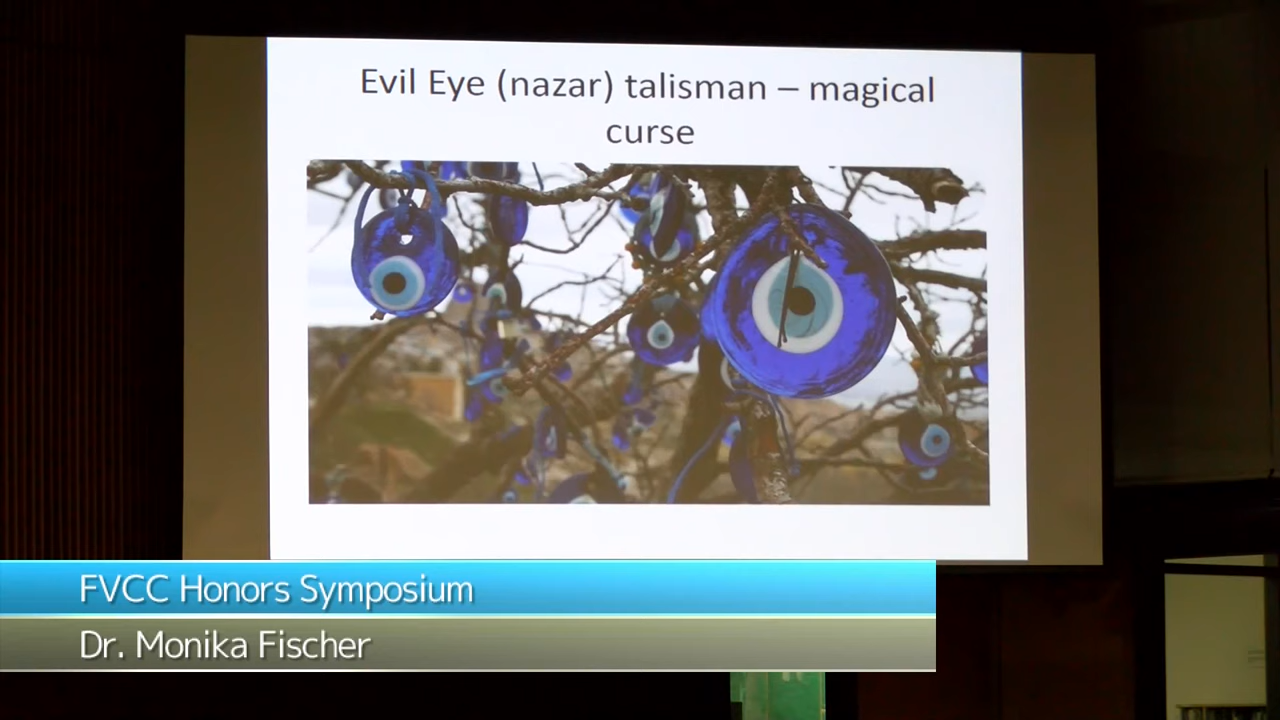 Evil Eye (nazar) talisman – magical
curse
FVCC Honors Symposium
Dr. Monika Fischer